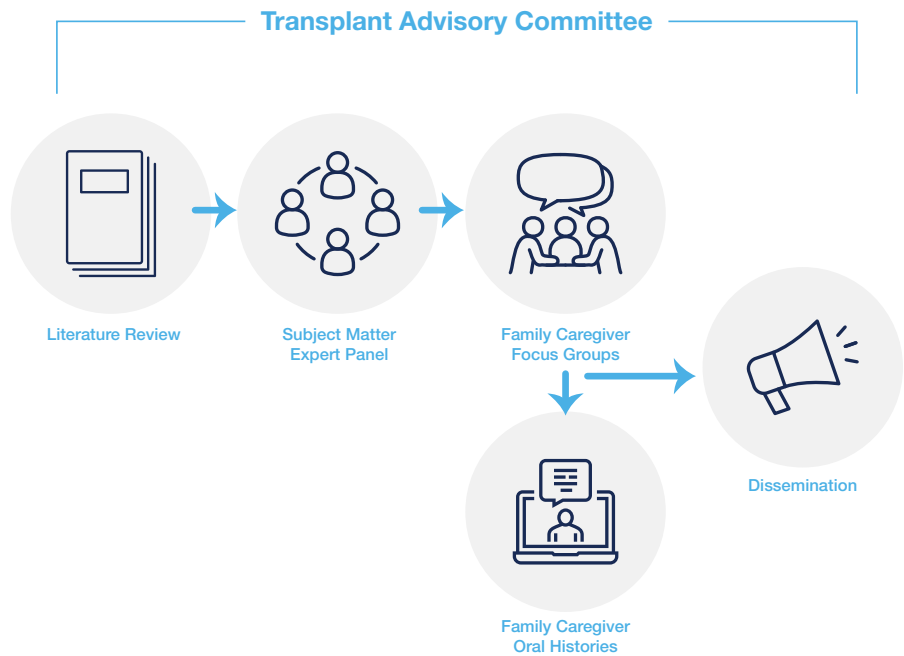 Transplant Advisory Committee
Literature Review
Subject Matter
Expert Panel
Family Caregiver
Focus Groups
Dissemination
Family Caregiver
Oral Histories